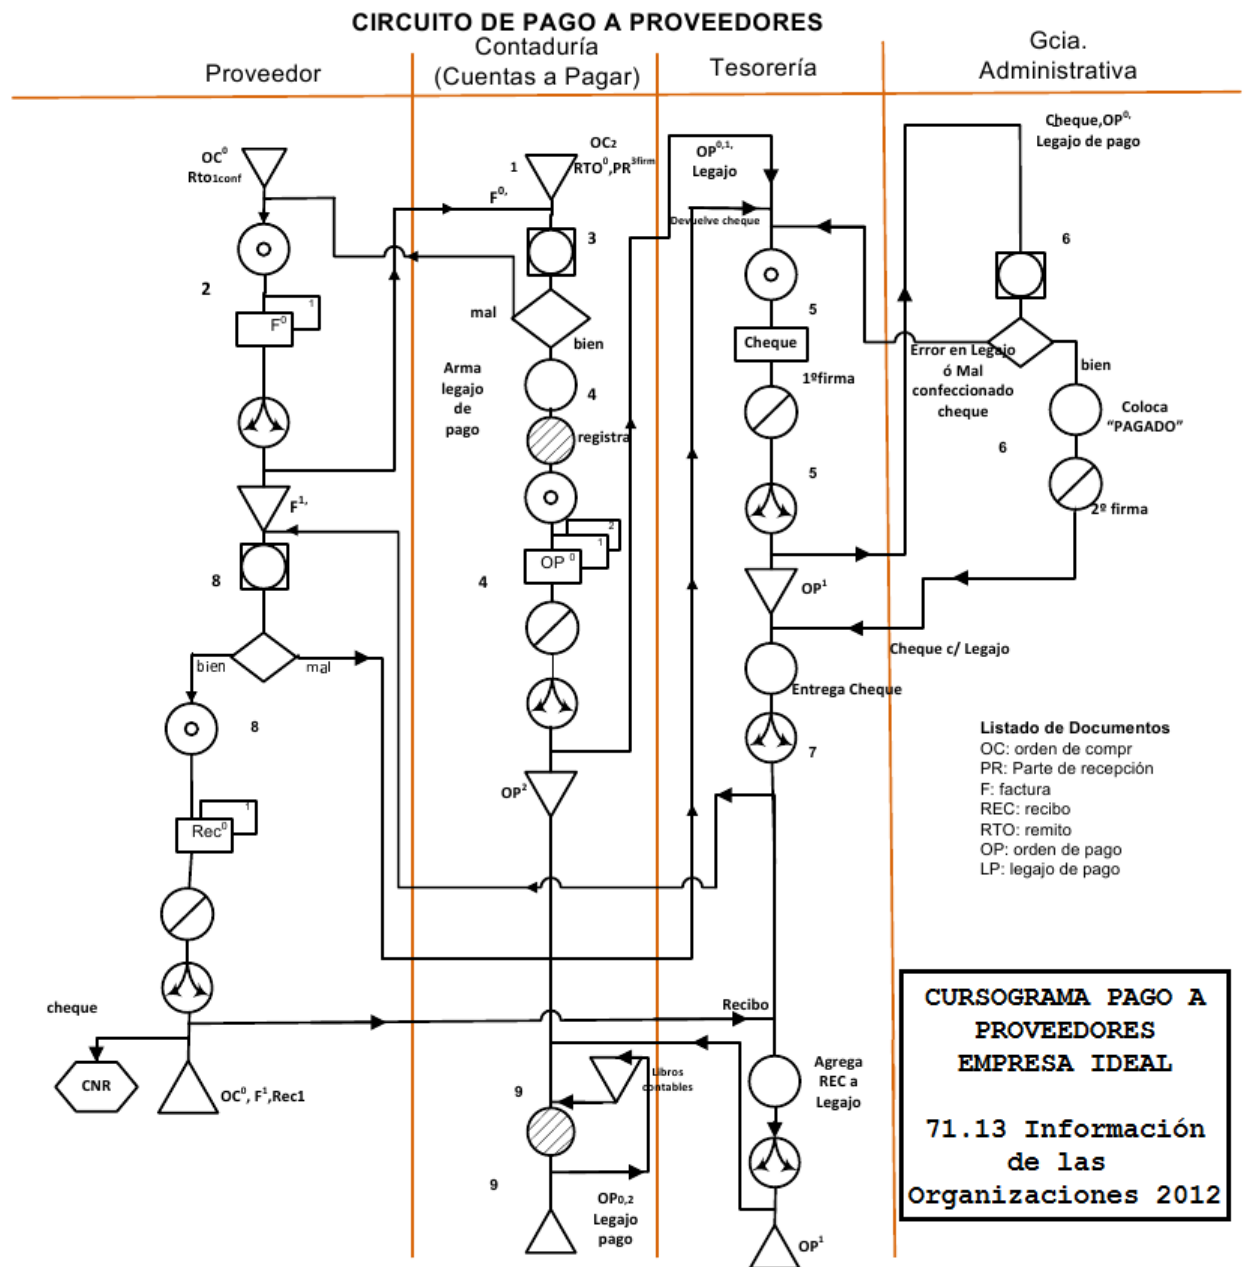 CIRCUITO DE PAGO A PROVEEDORES
Proveedor
Contaduría
(Cuentas a Pagar)
Tesorería
Gcia.
Administrativa
OC⁰
Rto1conf
2
F⁰
1
F¹,
8
bien
mal
8
Rec⁰
1
cheque
CNR
OC⁰, F¹,Rec1
1
OC2
RTO⁰,PR³firm
F⁰,
3
mal
bien
Arma
legajo
de
pago
4
registra
OP⁰
1
2
4
OP²
9
Libros
contables
9
OP0,2
Legajo
pago
OP⁰,¹,
Legajo
Devuelve cheque
5
Cheque
1ºfirma
5
OP¹
Cheque c/ Legajo
Entrega Cheque
7
Recibo
Agrega
REC a
Legajo
OP¹
Cheque,OP⁰,
Legajo de pago
6
Error en Legajo
ó Mal
confeccionado
cheque
bien
Coloca
“PAGADO”
6
2º firma
Listado de Documentos
OC: orden de compr
PR: Parte de recepción
F: factura
REC: recibo
RTO: remito
OP: orden de pago
LP: legajo de pago
CURSOGRAMA PAGO A
PROVEEDORES
EMPRESA IDEAL
71.13 Información
de las
Organizaciones 2012